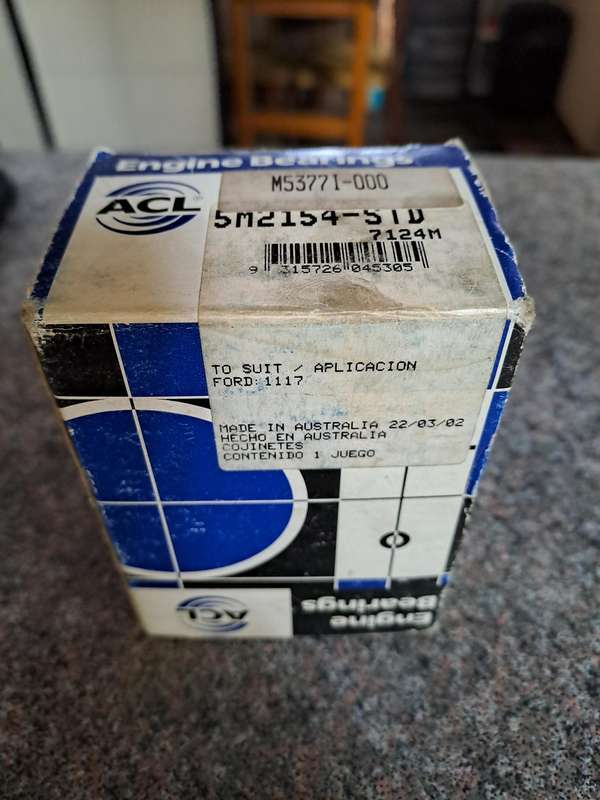 Engine Bearings
ACL
M53771-000
5M2154-STD
7124M
9 315726 045305
TO SUIT / APLICACION
FORD: 1117
MADE IN AUSTRALIA 22/03/02
HECHO EN AUSTRALIA
COJINETES
CONTENIDO 1 JUEGO
ACL
Engine
Bearings